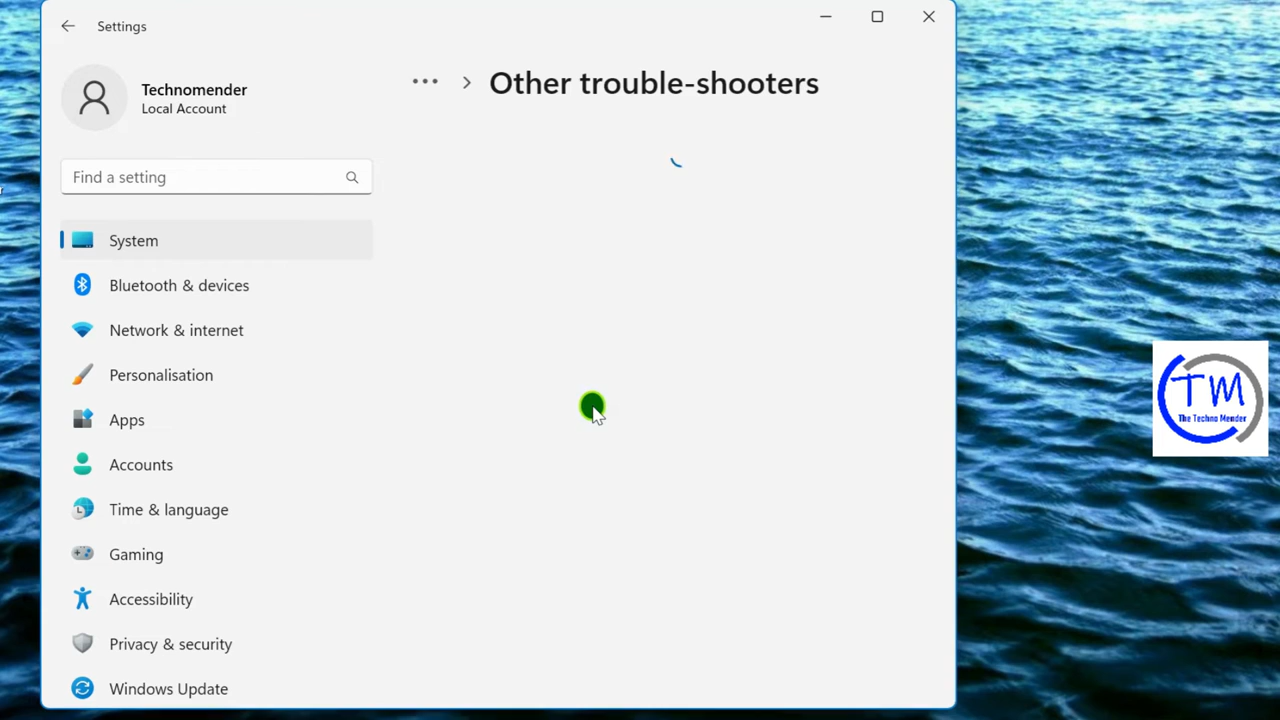 Settings
Technomender
Local Account
••• > Other trouble-shooters
Find a setting
System
Bluetooth & devices
Network & internet
Personalisation
Apps
Accounts
Time & language
Gaming
Accessibility
Privacy & security
Windows Update
TM
The Techno Mender